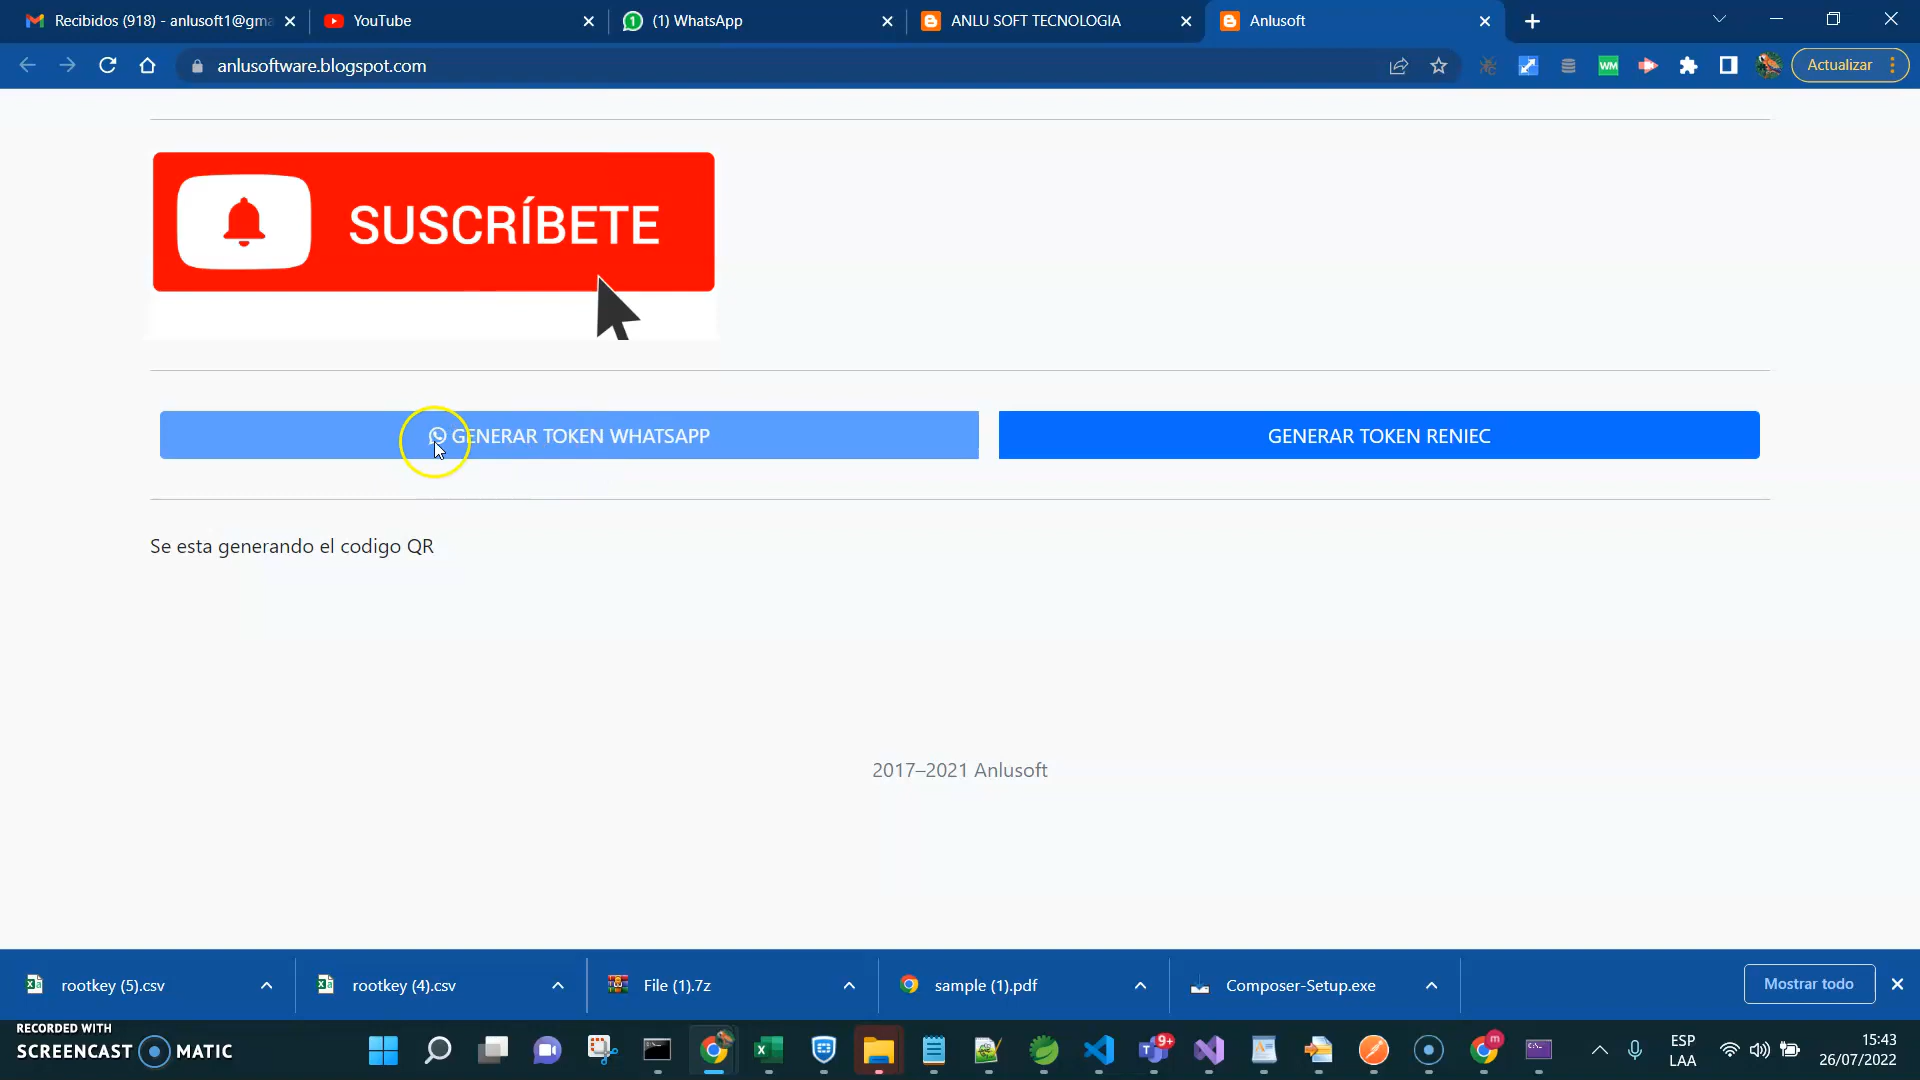 Recibidos (918) - anlusoft1@gma
YouTube
(1) WhatsApp
ANLU SOFT TECNOLOGIA
Anlusoft
anlusoftware.blogspot.com
WM
Actualizar
SUSCRÍBETE
GENERAR TOKEN WHATSAPP
GENERAR TOKEN RENIEC
Se esta generando el codigo QR
2017–2021 Anlusoft
rootkey (5).csv
rootkey (4).csv
File (1).7z
sample (1).pdf
Composer-Setup.exe
Mostrar todo
RECORDED WITH
SCREENCAST MATIC
9+
m
ESP
LAA
15:43
26/07/2022